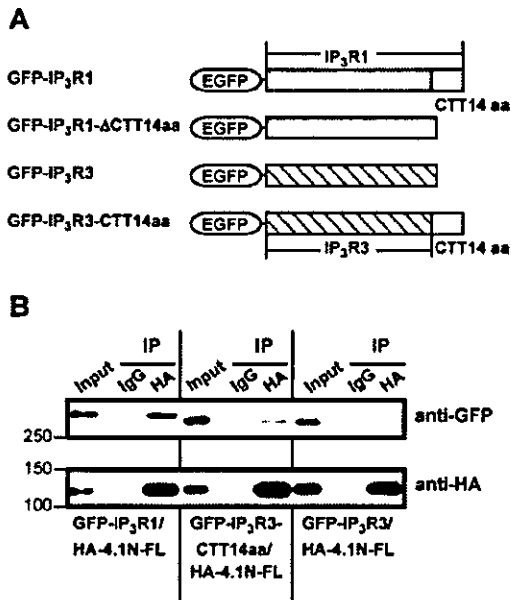 A
IP₃R1
GFP-IP₃R1 EGFP
CTT14 aa
GFP-IP₃R1-ΔCTT14aa EGFP
GFP-IP₃R3 EGFP
GFP-IP₃R3-CTT14aa EGFP
IP₃R3 CTT14 aa
B
IP IP IP
Input IgG HA Input IgG HA Input IgG HA
anti-GFP
250
150
anti-HA
100
GFP-IP₃R1/
HA-4.1N-FL
GFP-IP₃R3-
CTT14aa/
HA-4.1N-FL
GFP-IP₃R3/
HA-4.1N-FL